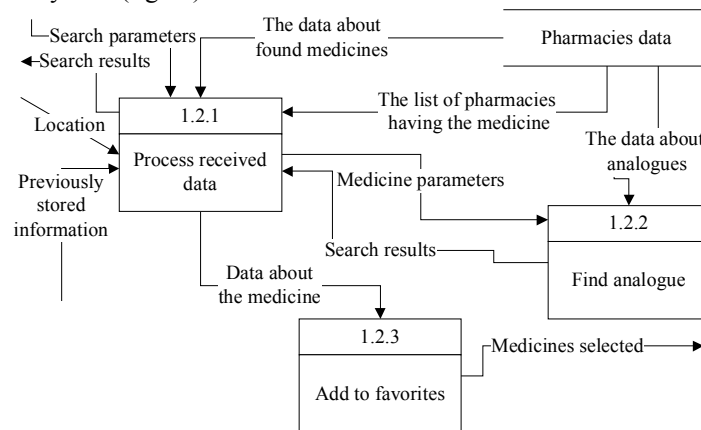 Search parameters
Search results
The data about
found medicines
Pharmacies data
1.2.1
Process received
data
Location
The list of pharmacies
having the medicine
The data about
analogues
Previously
stored
information
Medicine parameters
1.2.2
Find analogue
Search results
Data about
the medicine
1.2.3
Add to favorites
Medicines selected